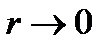 r → 0